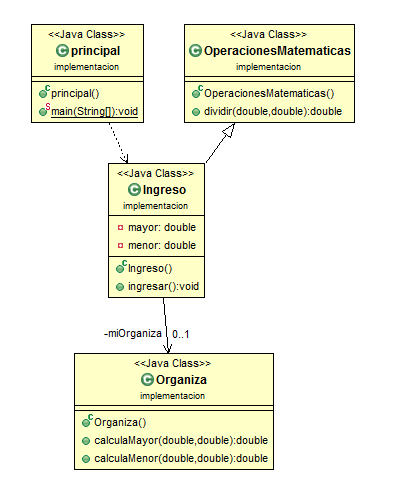 <<Java Class>>
principal
implementacion
principal()
main(String[]):void
<<Java Class>>
OperacionesMatematicas
implementacion
OperacionesMatematicas()
dividir(double,double):double
<<Java Class>>
Ingreso
implementacion
mayor: double
menor: double
Ingreso()
ingresar():void
-miOrganiza 0..1
<<Java Class>>
Organiza
implementacion
Organiza()
calculaMayor(double,double):double
calculaMenor(double,double):double